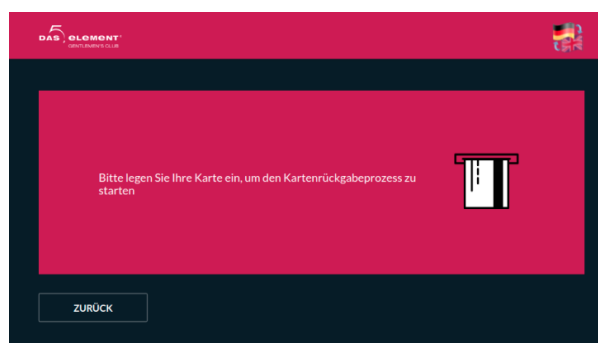 DAS 5. ELEMENT
GENTLEMEN'S CLUB
Bitte legen Sie Ihre Karte ein, um den Kartenrückgabeprozess zu
starten
ZURÜCK